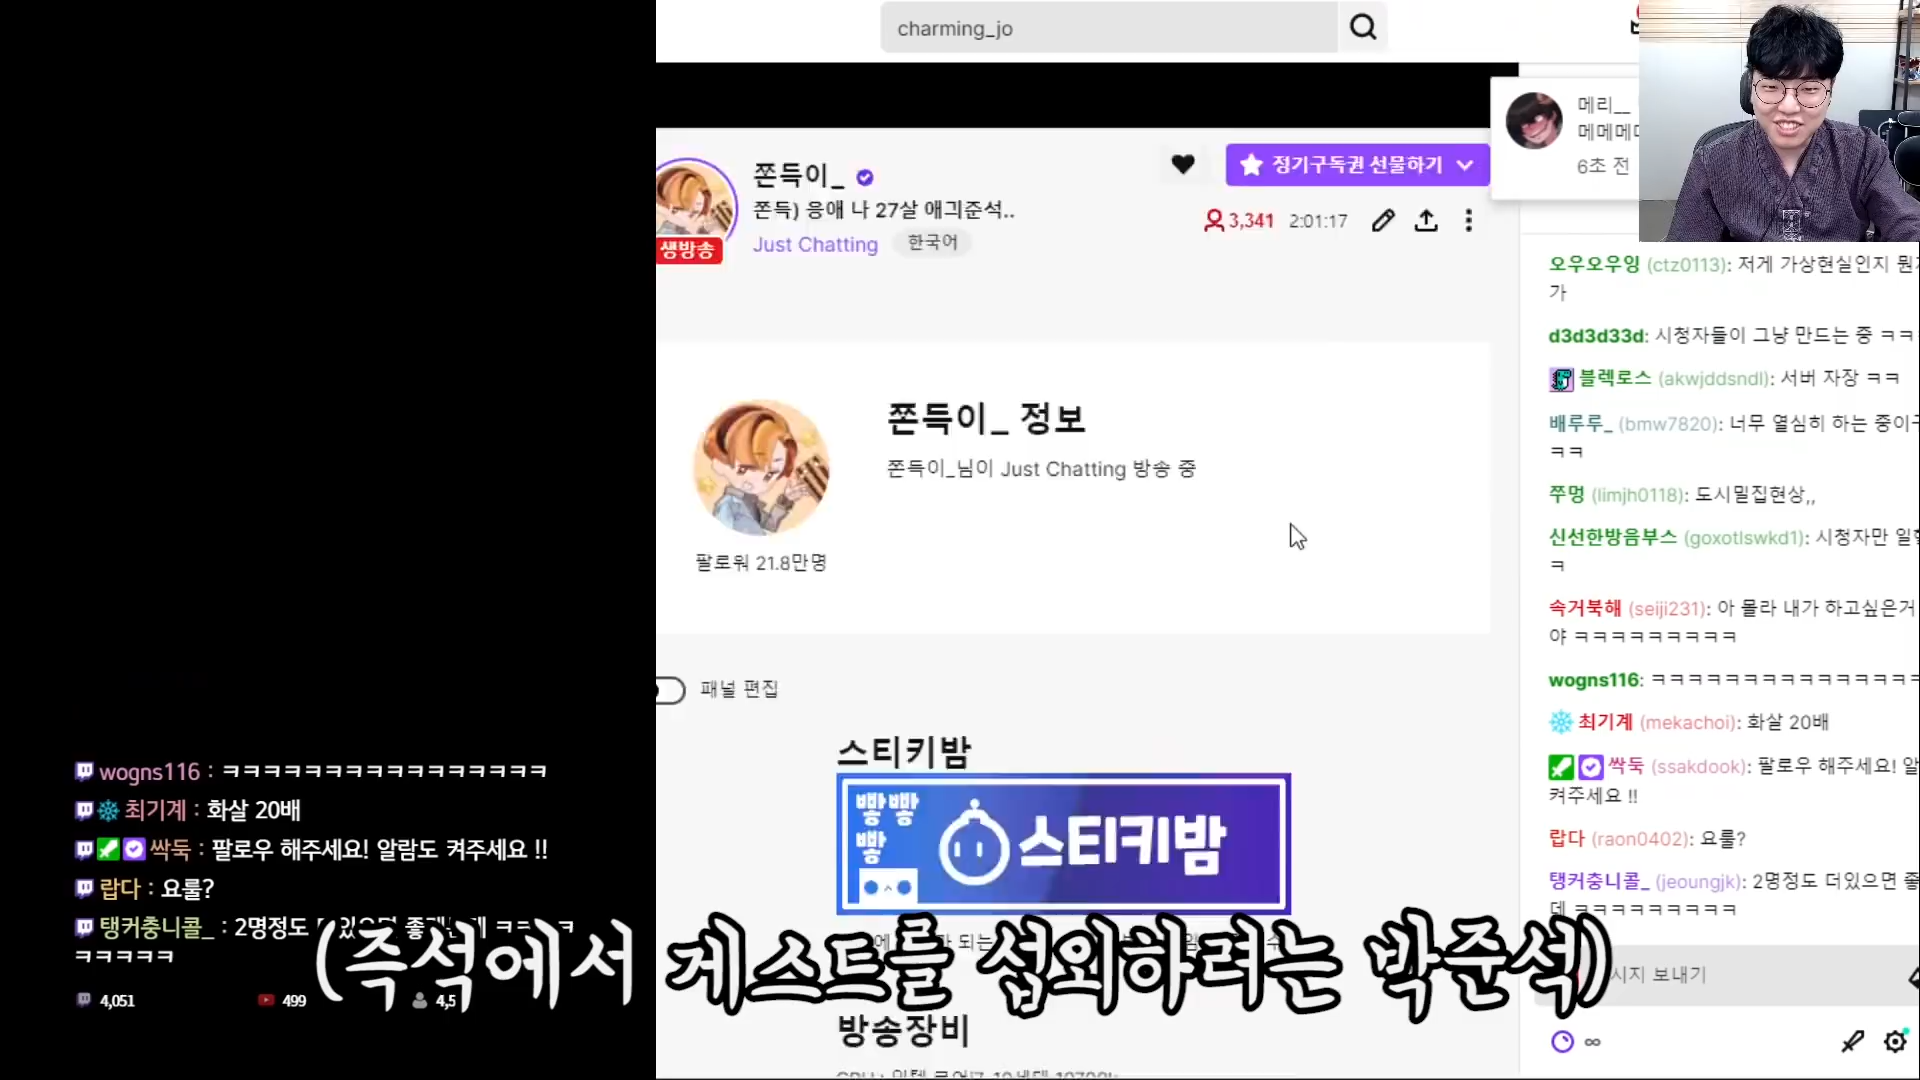 charming_jo
메리__
6초 전
쫀득이_
쫀득) 응애 나 27살 애긔준석..
Just Chatting 한국어
생방송
정기구독권 선물하기
3,341 2:01:17
쫀득이_ 정보
쫀득이_님이 Just Chatting 방송 중
팔로워 21.8만명
패널 편집
스티키밤
빵빵
빵
스티키밤
방송장비
오우오우잉 (ctz0113): 저게 가상현실인지
가
d3d3d33d: 시청자들이 그냥 만드는 중 ㅋㅋ
블렉로스 (akwjddsndl): 서버 자장 ㅋㅋ
배루루_ (bmw7820): 너무 열심히 하는
ㅋㅋ
쭈멍 (limjh0118): 도시밀집현상,,
신선한방음부스 (goxotlswkd1): 시청자만
ㅋ
속거북해 (seiji231): 아 몰라 내가 하고싶은거
야 ㅋㅋㅋㅋㅋㅋㅋㅋㅋ
wogns116: ㅋㅋㅋㅋㅋㅋㅋㅋㅋㅋㅋㅋㅋㅋㅋ
최기계 (mekachoi): 화살 20배
싹둑 (ssakdook): 팔로우 해주세요! 알
켜주세요 !!
랍다 (raon0402): 요룰?
탱커충니콜_ (jeoungjk): 2명정도 더있으면 좋
데 ㅋㅋㅋㅋㅋㅋㅋㅋㅋ
시지 보내기
∞
wogns116 : ㅋㅋㅋㅋㅋㅋㅋㅋㅋㅋㅋㅋㅋㅋㅋㅋ
최기계 : 화살 20배
싹둑 : 팔로우 해주세요! 알람도 켜주세요 !!
랍다 : 요룰?
탱커충니콜_ : 2명정도
ㅋㅋㅋㅋㅋ
4,051 499 4,5
(즉석에서 게스트를 섭외하려는 박준석)